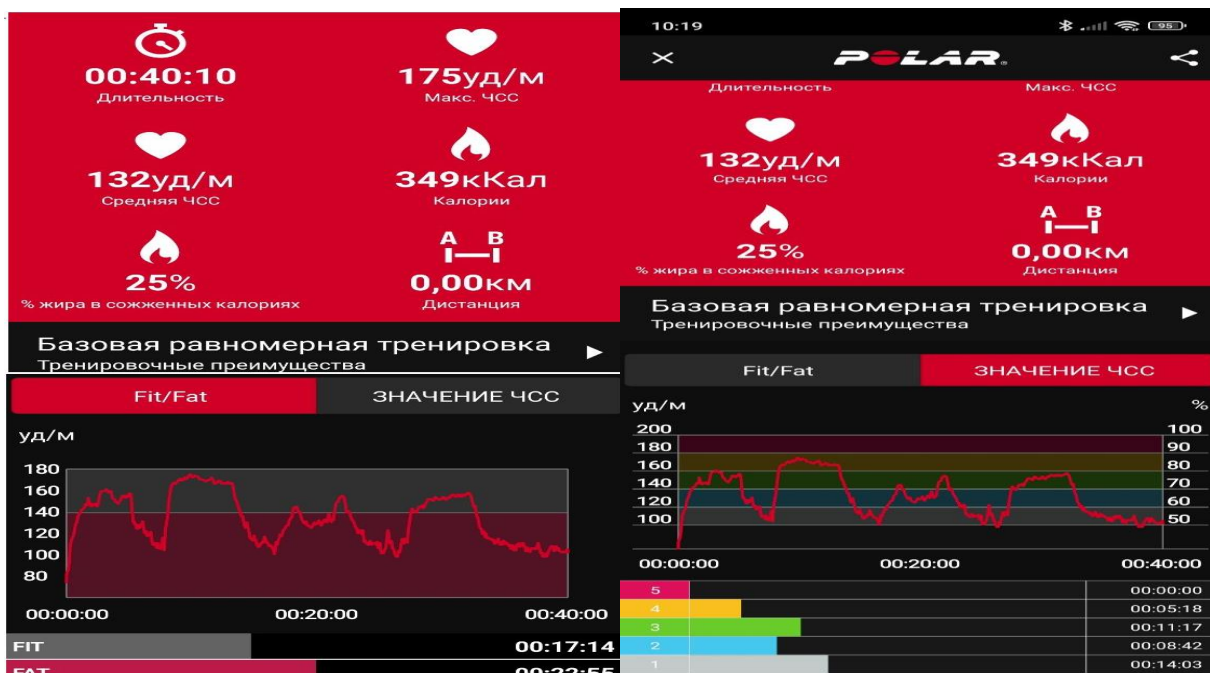 00:40:10
Длительность
175уд/м
Макс. ЧСС
132уд/м
Средняя ЧСС
349кКал
Калории
25%
% жира в сожженных калориях
A B
0,00км
Дистанция
Базовая равномерная тренировка
Тренировочные преимущества
Fit/Fat
ЗНАЧЕНИЕ ЧСС
уд/м
180
160
140
120
100
80
00:00:00 00:20:00 00:40:00
FIT 00:17:14
FAT 00:22:55
10:19
95
POLAR
Длительность
Макс. ЧСС
132уд/м
Средняя ЧСС
349кКал
Калории
25%
% жира в сожженных калориях
A B
0,00км
Дистанция
Базовая равномерная тренировка
Тренировочные преимущества
Fit/Fat
ЗНАЧЕНИЕ ЧСС
уд/м %
200 100
180 90
160 80
140 70
120 60
100 50
00:00:00 00:20:00 00:40:00
5 00:00:00
4 00:05:18
3 00:11:17
2 00:08:42
1 00:14:03